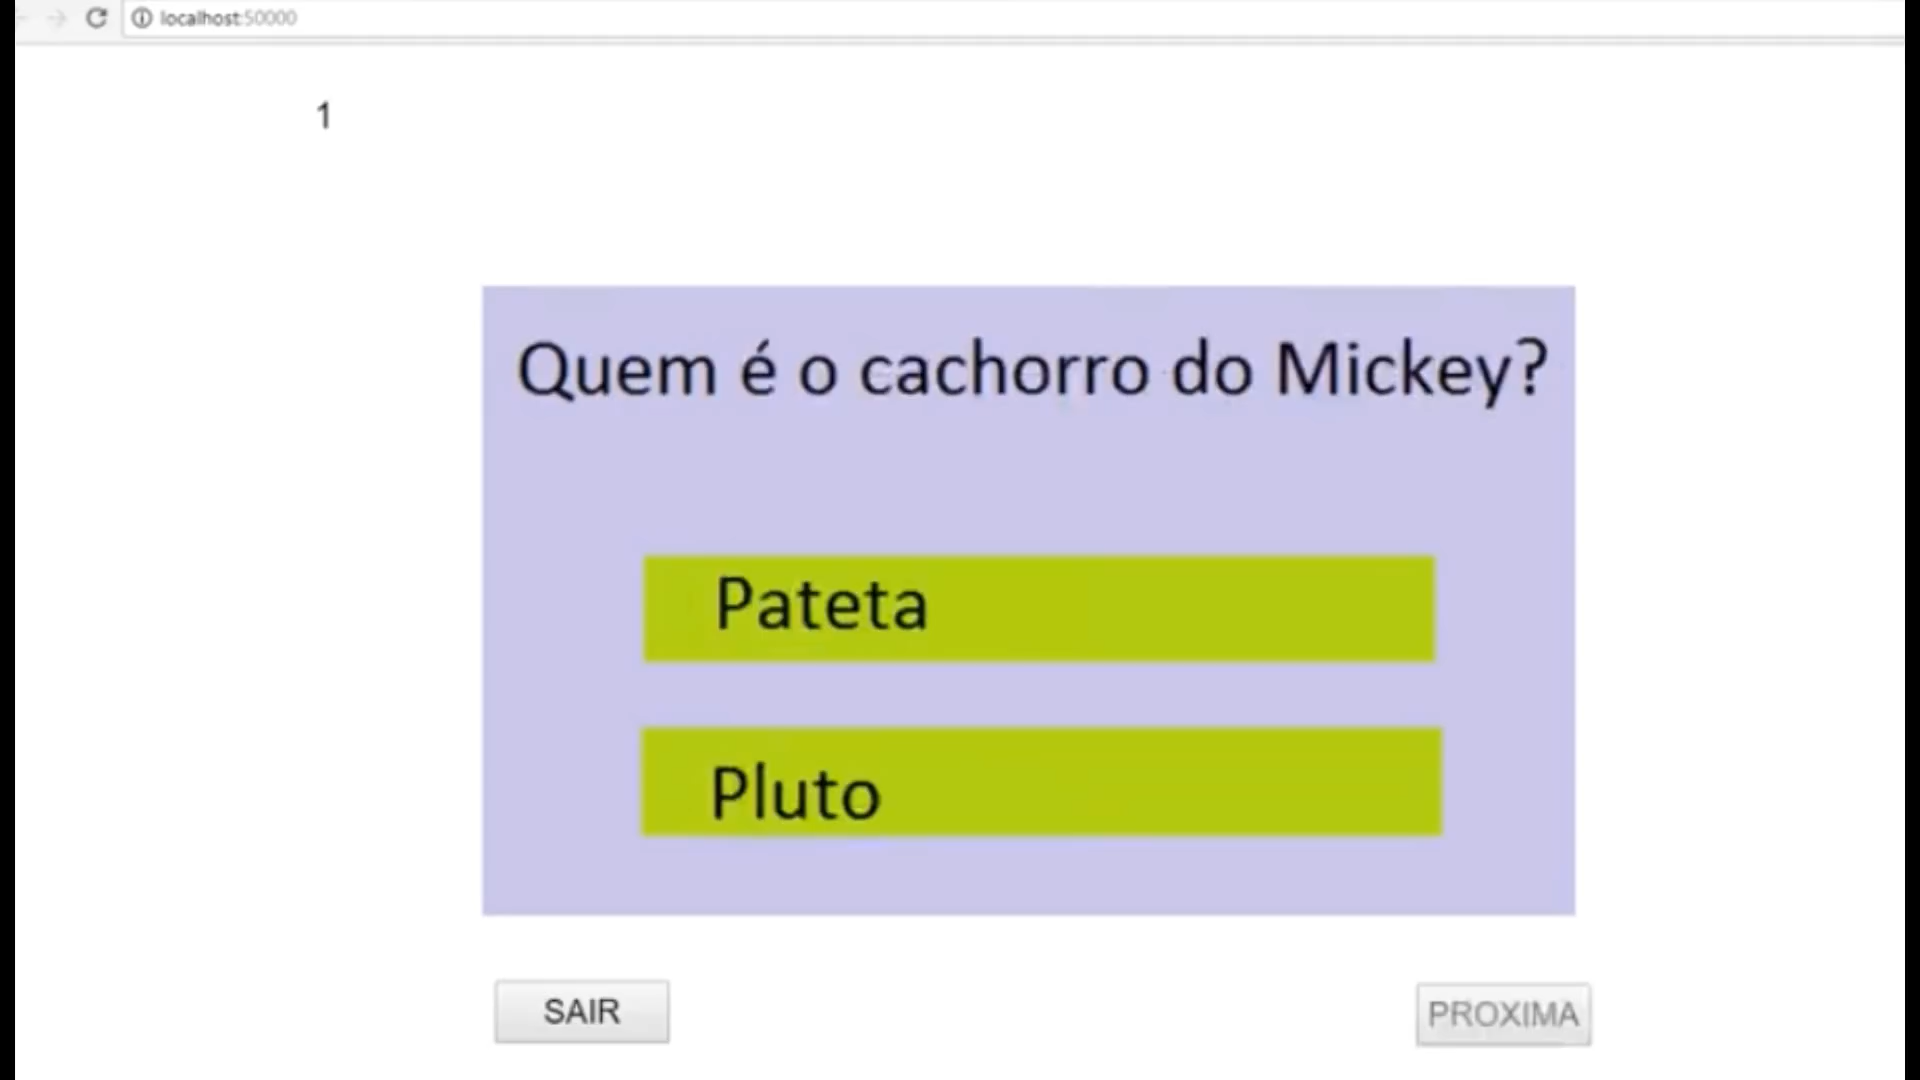 localhost:50000
1
Quem é o cachorro do Mickey?
Pateta
Pluto
SAIR
PROXIMA